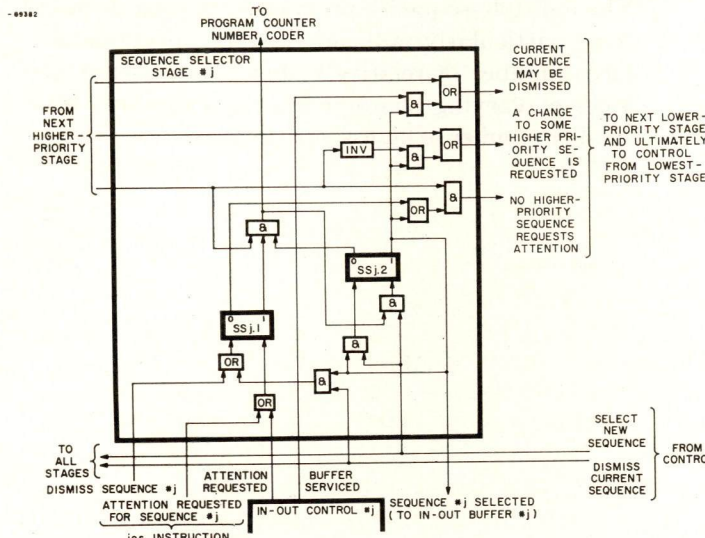 - 89382
TO
PROGRAM COUNTER
NUMBER CODER
SEQUENCE SELECTOR
STAGE #j
FROM
NEXT
HIGHER-
PRIORITY
STAGE
&
OR
CURRENT
SEQUENCE
MAY BE
DISMISSED
INV
&
OR
A CHANGE
TO SOME
HIGHER PRI-
ORITY SE-
QUENCE IS
REQUESTED
TO NEXT LOWER-
PRIORITY STAGE
AND ULTIMATELY
TO CONTROL
FROM LOWEST-
PRIORITY STAGE
OR
&
NO HIGHER-
PRIORITY
SEQUENCE
REQUESTS
ATTENTION
&
0 1
SSj.2
&
0 1
SSj.1
&
OR
&
OR
TO
ALL
STAGES
SELECT
NEW
SEQUENCE
DISMISS
CURRENT
SEQUENCE
FROM
CONTROL
DISMISS SEQUENCE #j
ATTENTION
REQUESTED
BUFFER
SERVICED
ATTENTION REQUESTED
FOR SEQUENCE #j
IN-OUT CONTROL #j
SEQUENCE #j SELECTED
(TO IN-OUT BUFFER #j)
ios INSTRUCTION